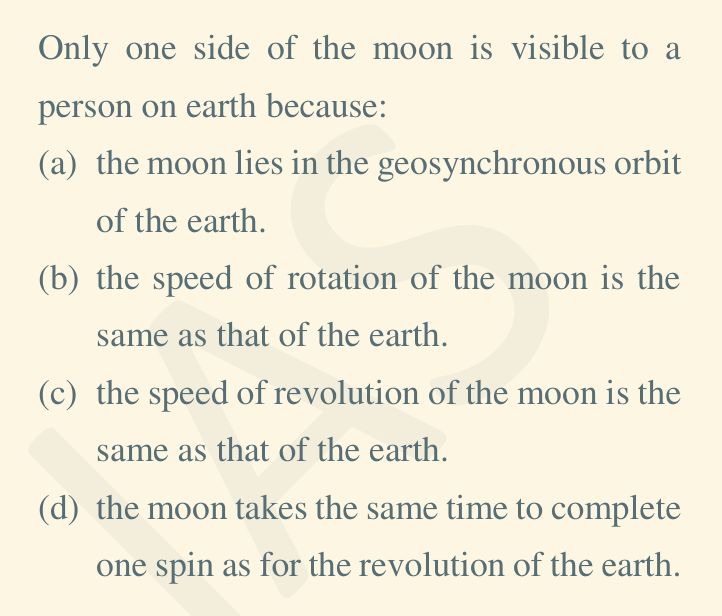 Only one side of the moon is visible to a
person on earth because:
(a) the moon lies in the geosynchronous orbit
of the earth.
(b) the speed of rotation of the moon is the
same as that of the earth.
(c) the speed of revolution of the moon is the
same as that of the earth.
(d) the moon takes the same time to complete
one spin as for the revolution of the earth.
IAS